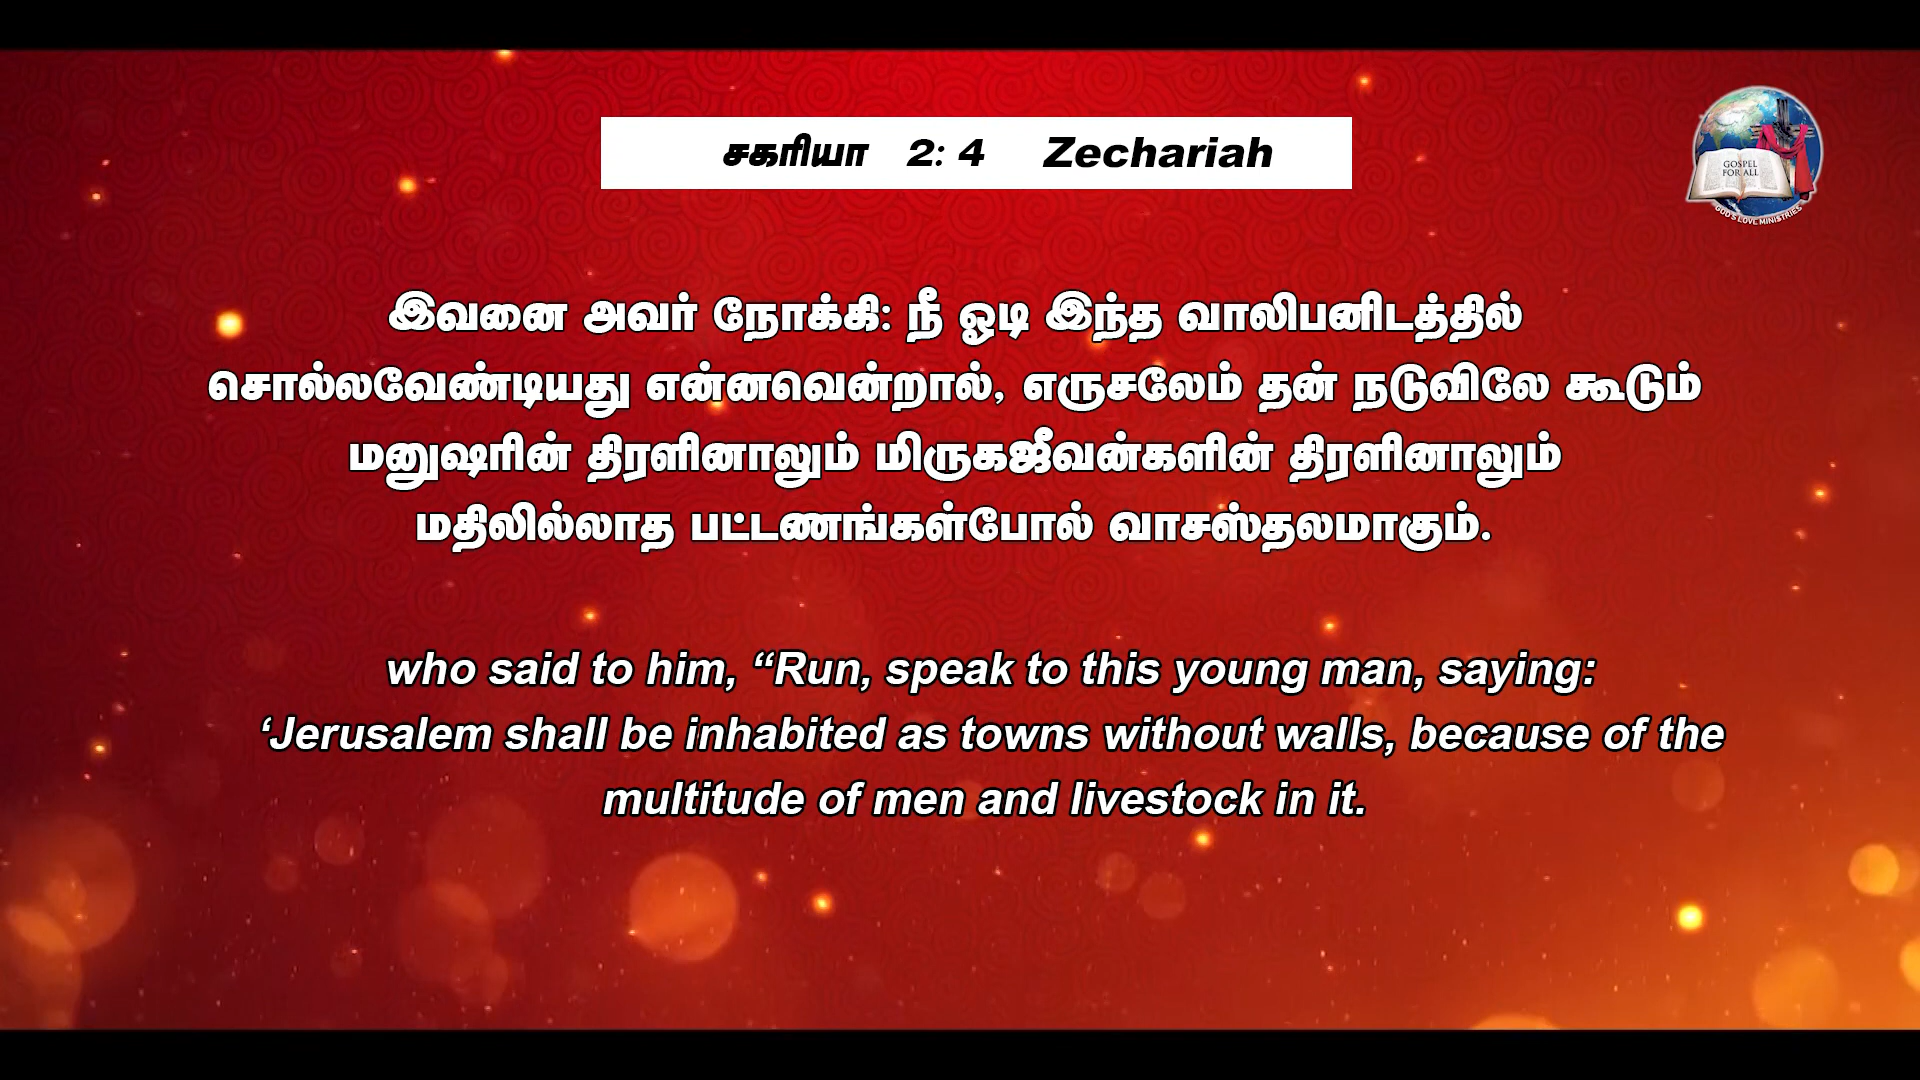 சகரியா 2: 4 Zechariah
GOSPEL
FOR ALL
GOD'S LOVE MINISTRIES
இவனை அவர் நோக்கி: நீ ஓடி இந்த வாலிபனிடத்தில்
சொல்லவேண்டியது என்னவென்றால், எருசலேம் தன் நடுவிலே கூடும்
மனுஷரின் திரளினாலும் மிருகஜீவன்களின் திரளினாலும்
மதிலில்லாத பட்டணங்கள்போல் வாசஸ்தலமாகும்.
who said to him, “Run, speak to this young man, saying:
‘Jerusalem shall be inhabited as towns without walls, because of the
multitude of men and livestock in it.